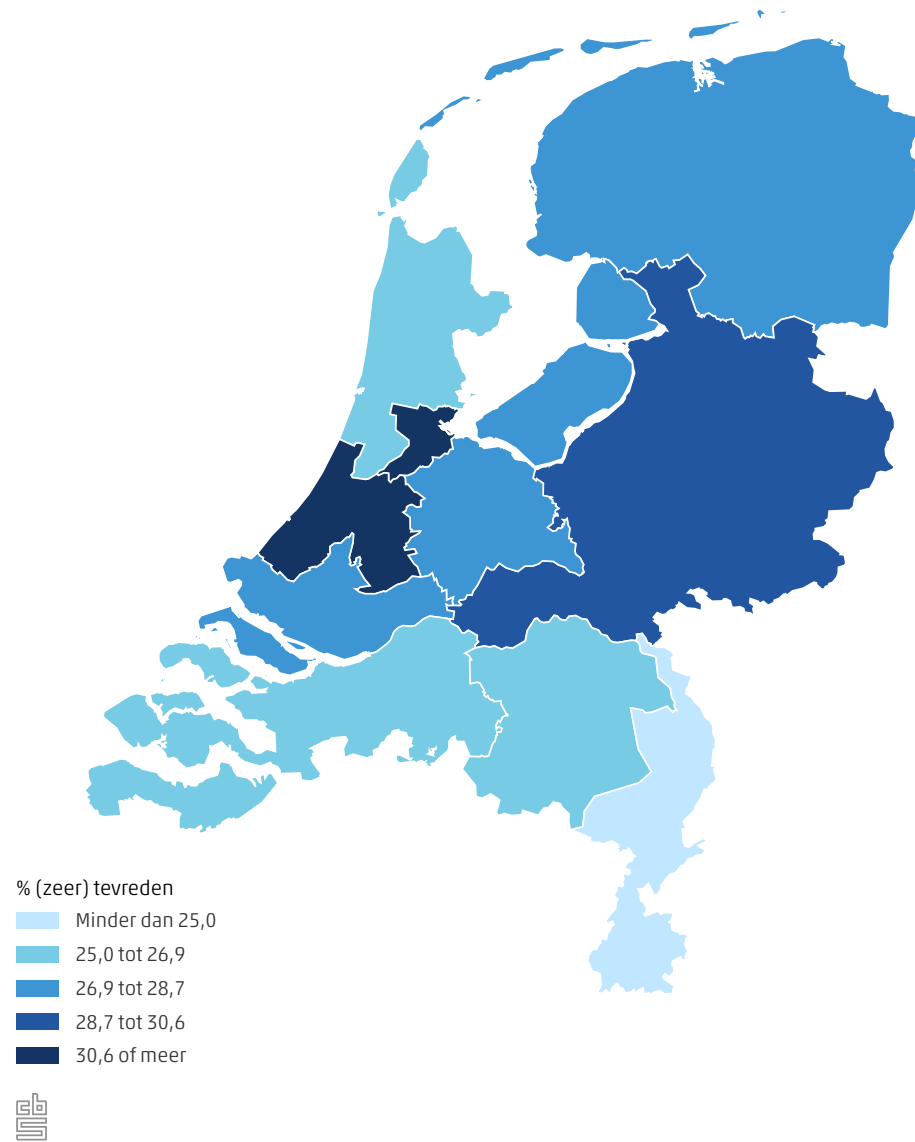 % (zeer) tevreden
Minder dan 25,0
25,0 tot 26,9
26,9 tot 28,7
28,7 tot 30,6
30,6 of meer
cbs